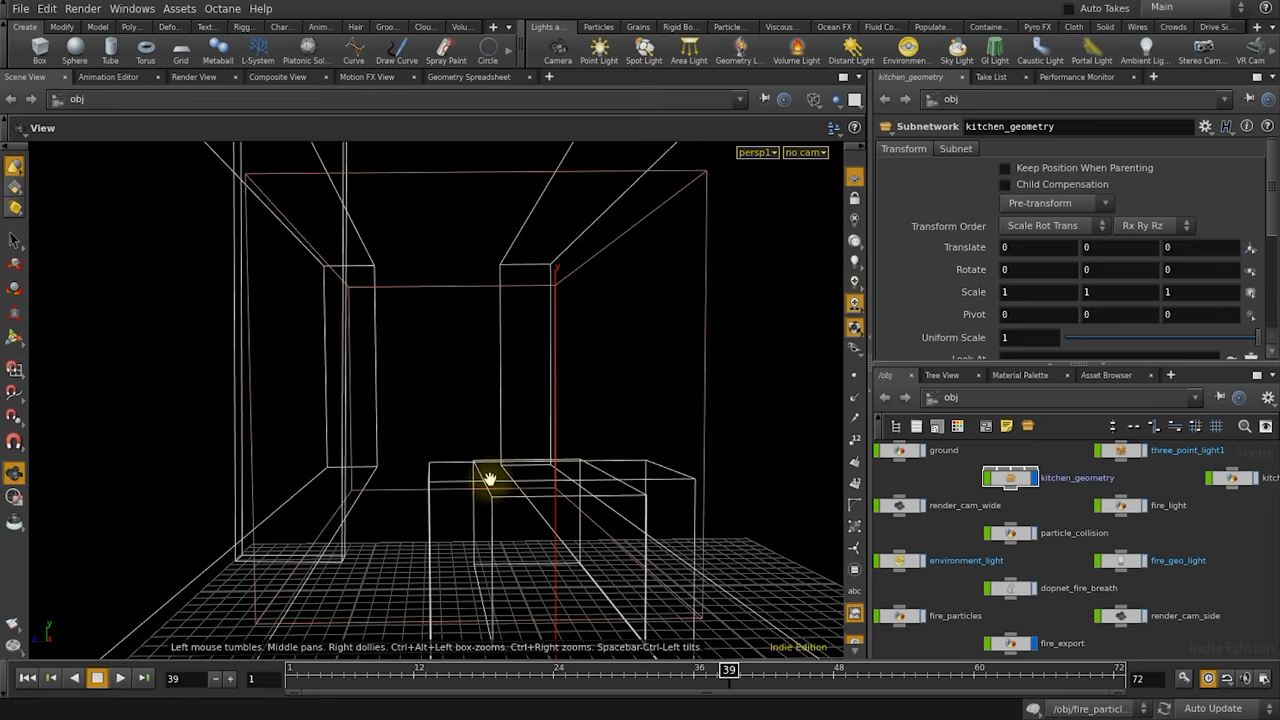 File Edit Render Windows Assets Octane Help Auto Takes Main
Create Modify Model Poly... Defor... Text... Rigg... Char... Anim... Hair Groo... Clou... Volu... Lights a... Particles Grains Rigid Bo... Particl... Viscous... Ocean FX Fluid Co... Populate... Containe... Pyro FX Cloth Solid Wires Crowds Drive Si...
Box Sphere Tube Torus Grid Metaball L-System Platonic Sol... Curve Draw Curve Spray Paint Circle Camera Point Light Spot Light Area Light Geometry L... Volume Light Distant Light Environmen... Sky Light GI Light Caustic Light Portal Light Ambient Lig... Stereo Cam... VR Cam
Scene View Animation Editor Render View Composite View Motion FX View Geometry Spreadsheet kitchen_geometry Take List Performance Monitor
obj obj
View Subnetwork kitchen_geometry
persp1 no cam Transform Subnet
Keep Position When Parenting
Child Compensation
Pre-transform
Transform Order Scale Rot Trans Rx Ry Rz
Translate 0 0 0
Rotate 0 0 0
Scale 1 1 1
Pivot 0 0 0
Uniform Scale 1
Look At
/obj Tree View Material Palette Asset Browser
obj
ground three_point_light1
kitchen_geometry
render_cam_wide fire_light
particle_collision
environment_light fire_geo_light
dopnet_fire_breath
fire_particles render_cam_side
fire_export
Left mouse tumbles. Middle pans. Right dollies. Ctrl+Alt+Left box-zooms. Ctrl+Right zooms. Spacebar-Ctrl-Left tilts. Indie Edition
y
12
abc
39 1 1 12 24 36 39 48 60 72 72
/obj/fire_particl... Auto Update